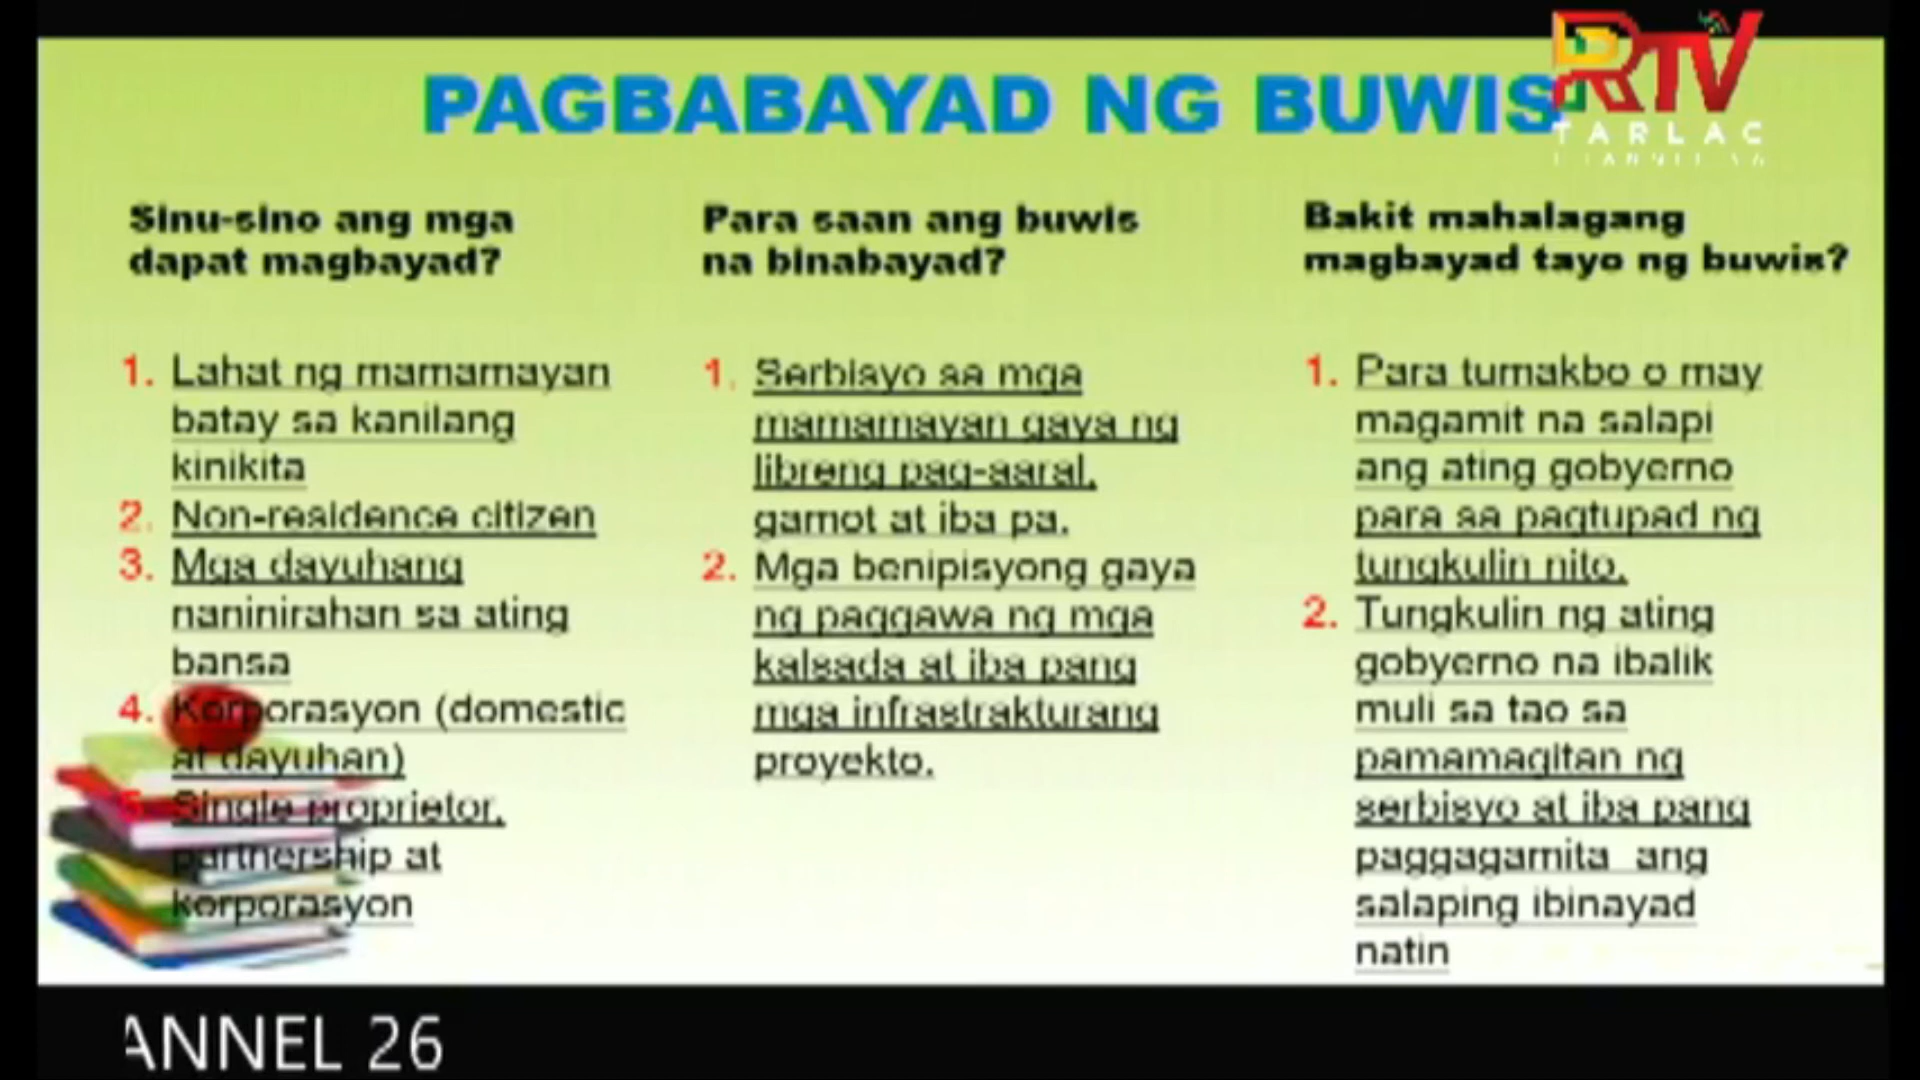 PAGBABAYAD NG BUWIS
RTV
TARLAC
Sinu-sino ang mga
dapat magbayad?
1. Lahat ng mamamayan
batay sa kanilang
kinikita
2. Non-residence citizen
3. Mga dayuhang
naninirahan sa ating
bansa
4. Korporasyon (domestic
at dayuhan)
5. Single proprietor,
partnership at
korporasyon
Para saan ang buwis
na binabayad?
1. Serbisyo sa mga
mamamayan gaya ng
libreng pag-aaral,
gamot at iba pa.
2. Mga benipisyong gaya
ng paggawa ng mga
kalsada at iba pang
mga infrastrakturang
proyekto.
Bakit mahalagang
magbayad tayo ng buwis?
1. Para tumakbo o may
magamit na salapi
ang ating gobyerno
para sa pagtupad ng
tungkulin nito.
2. Tungkulin ng ating
gobyerno na ibalik
muli sa tao sa
pamamagitan ng
serbisyo at iba pang
paggagamita ang
salaping ibinayad
natin
ANNEL 26